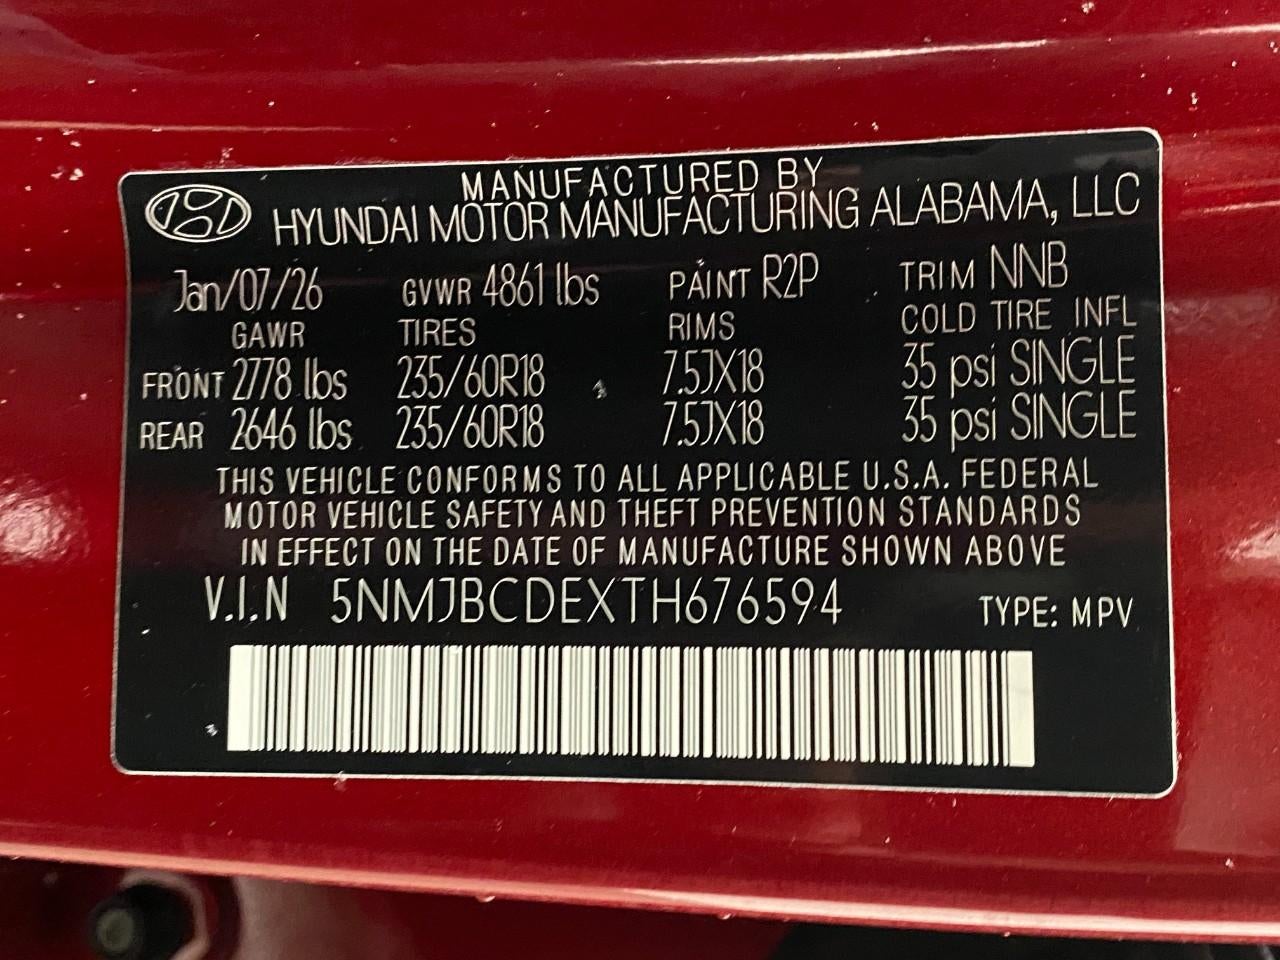 MANUFACTURED BY
HYUNDAI MOTOR MANUFACTURING ALABAMA, LLC
Jan/07/26 GVWR 4861 lbs PAINT R2P TRIM NNB
GAWR TIRES RIMS COLD TIRE INFL
FRONT 2778 lbs 235/60R18 7.5JX18 35 psi SINGLE
REAR 2646 lbs 235/60R18 7.5JX18 35 psi SINGLE
THIS VEHICLE CONFORMS TO ALL APPLICABLE U.S.A. FEDERAL
MOTOR VEHICLE SAFETY AND THEFT PREVENTION STANDARDS
IN EFFECT ON THE DATE OF MANUFACTURE SHOWN ABOVE
V.I.N 5NMJBCDEXTH676594 TYPE: MPV